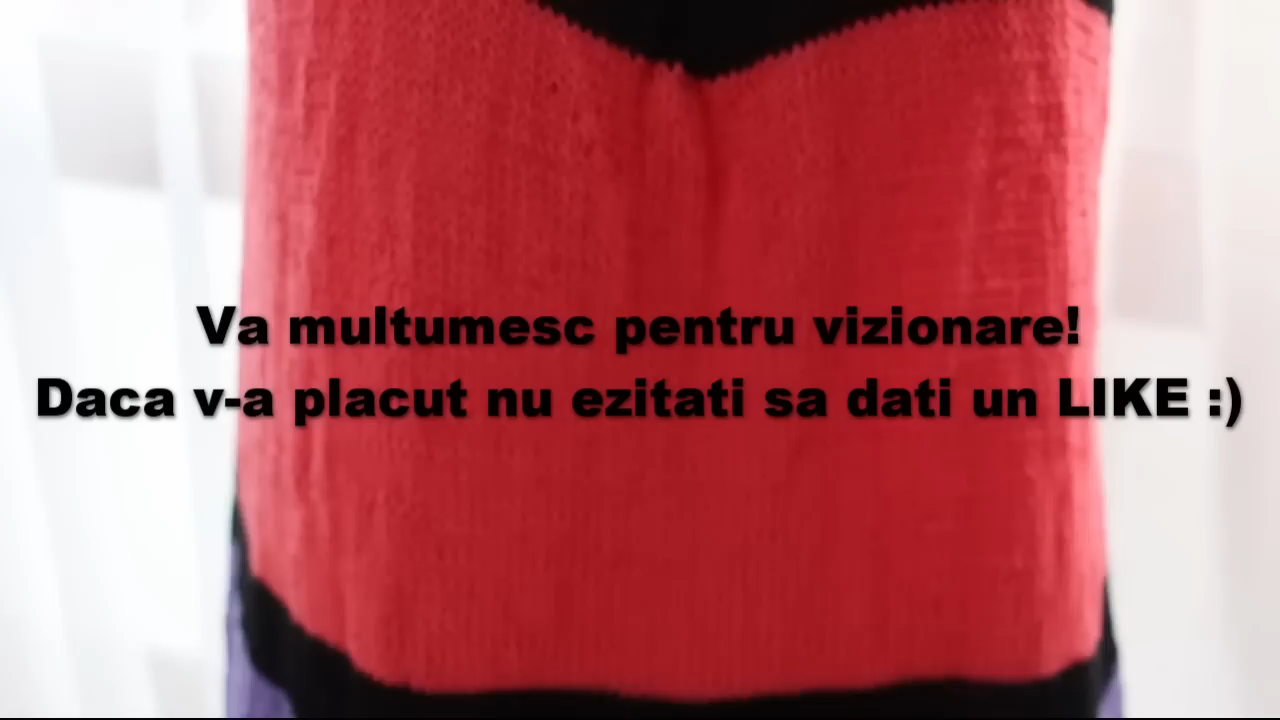 Va multumesc pentru vizionare!
Daca v-a placut nu ezitati sa dati un LIKE :)